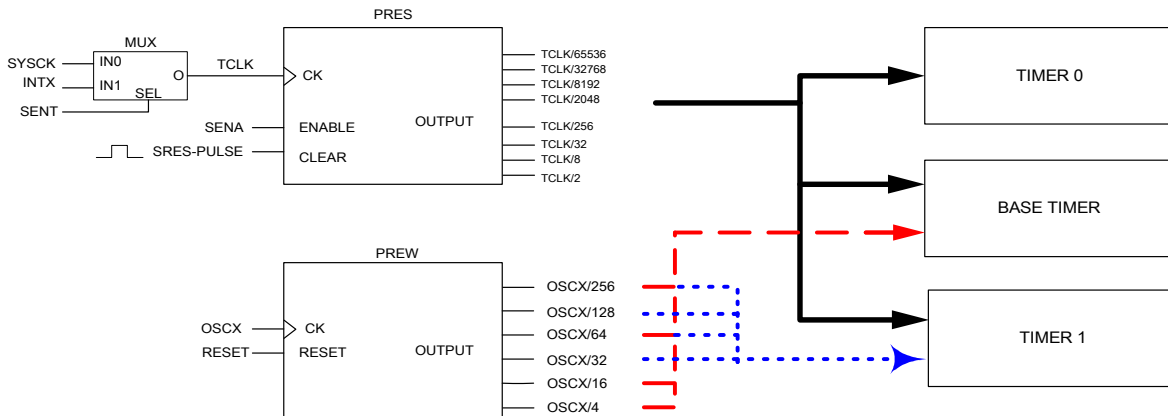 PRES
MUX
SYSCK
IN0
INTX
IN1
O
SEL
SENT
TCLK
CK
SENA
ENABLE
SRES-PULSE
CLEAR
OUTPUT
TCLK/65536
TCLK/32768
TCLK/8192
TCLK/2048
TCLK/256
TCLK/32
TCLK/8
TCLK/2
TIMER 0
BASE TIMER
TIMER 1
PREW
OSCX
CK
RESET
RESET
OUTPUT
OSCX/256
OSCX/128
OSCX/64
OSCX/32
OSCX/16
OSCX/4